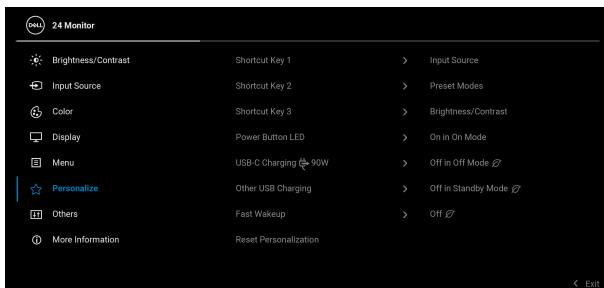 DELL 24 Monitor
Brightness/Contrast Shortcut Key 1 > Input Source
Input Source Shortcut Key 2 > Preset Modes
Color Shortcut Key 3 > Brightness/Contrast
Display Power Button LED > On in On Mode
Menu USB-C Charging 90W > Off in Off Mode
Personalize Other USB Charging > Off in Standby Mode
Others Fast Wakeup > Off
More Information Reset Personalization
< Exit